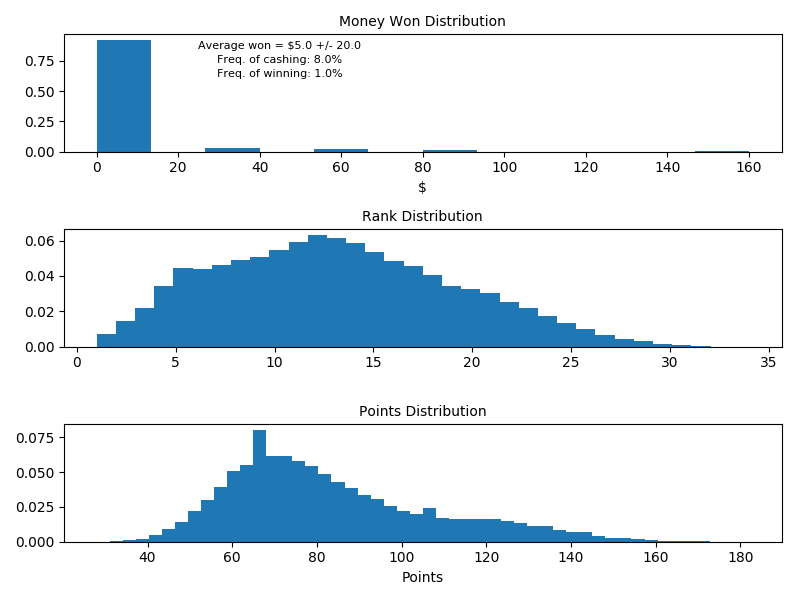 Money Won Distribution
Average won = $5.0 +/- 20.0
Freq. of cashing: 8.0%
Freq. of winning: 1.0%
0.75
0.50
0.25
0.00
0 20 40 60 80 100 120 140 160
$
Rank Distribution
0.06
0.04
0.02
0.00
0 5 10 15 20 25 30 35
Points Distribution
0.075
0.050
0.025
0.000
40 60 80 100 120 140 160 180
Points